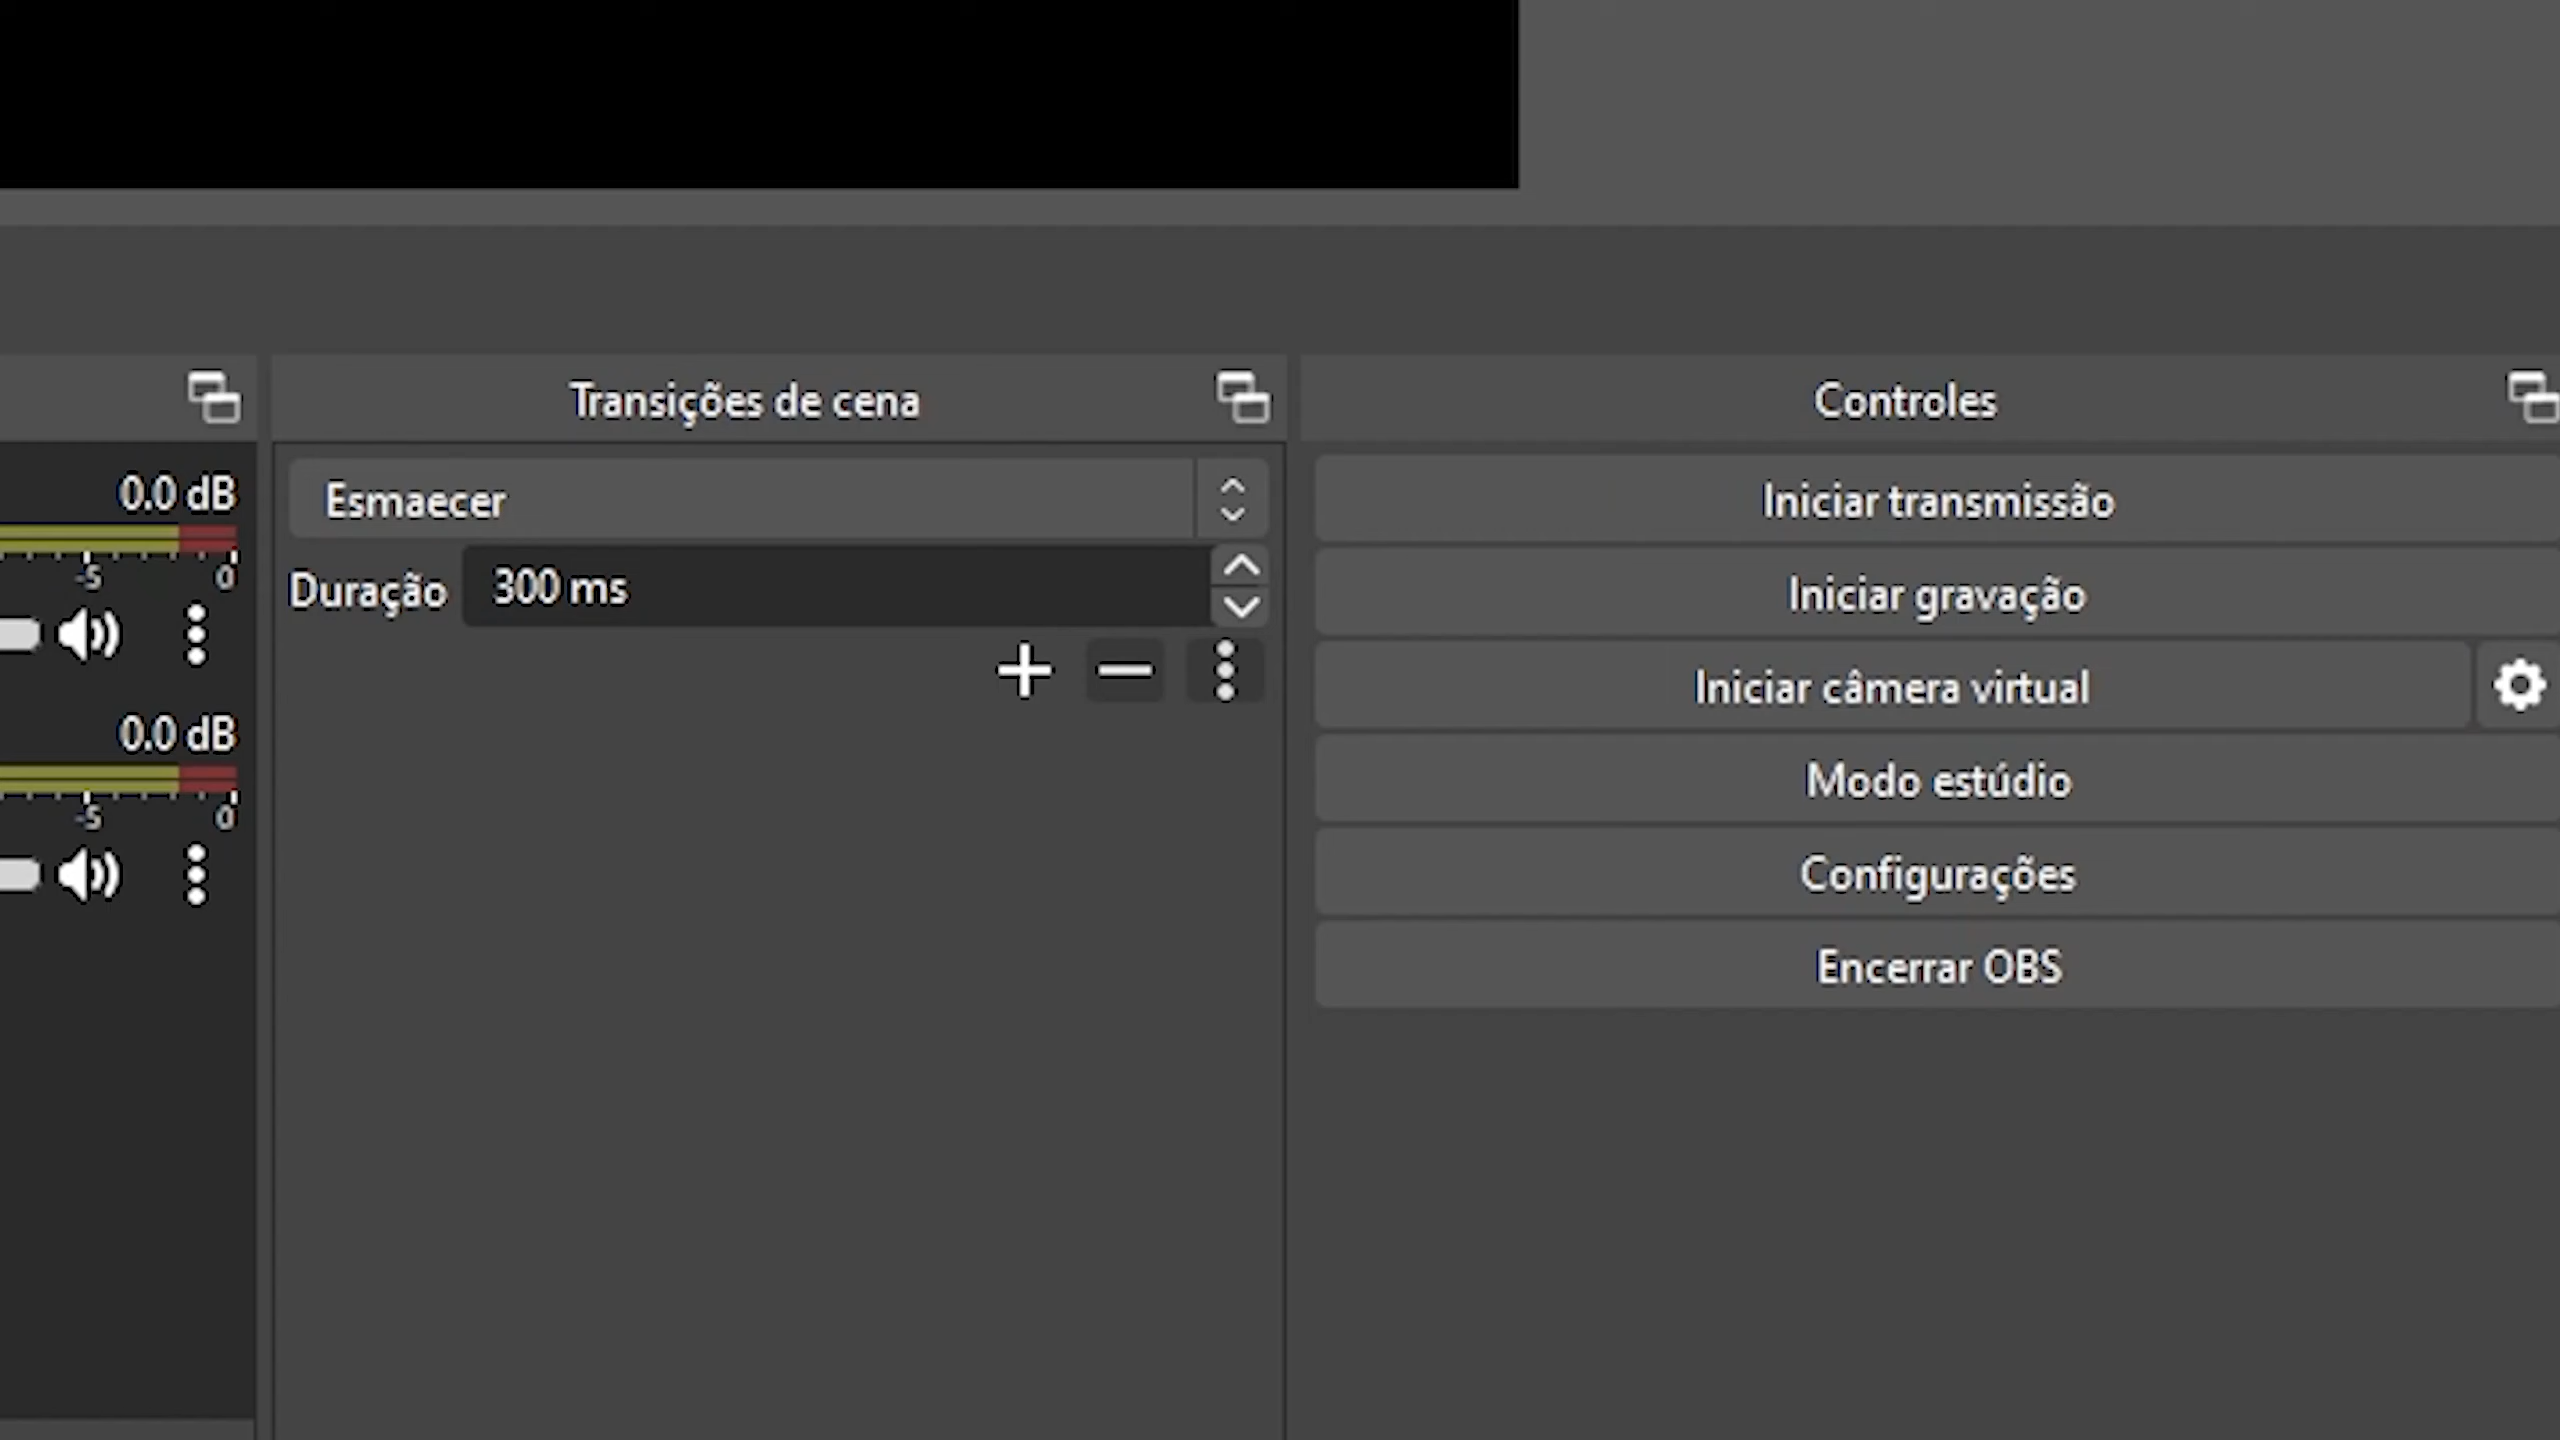 Transições de cena
Controles
0.0 dB
-5 0
0.0 dB
-5 0
Esmaecer
Duração 300 ms
Iniciar transmissão
Iniciar gravação
Iniciar câmera virtual
Modo estúdio
Configurações
Encerrar OBS